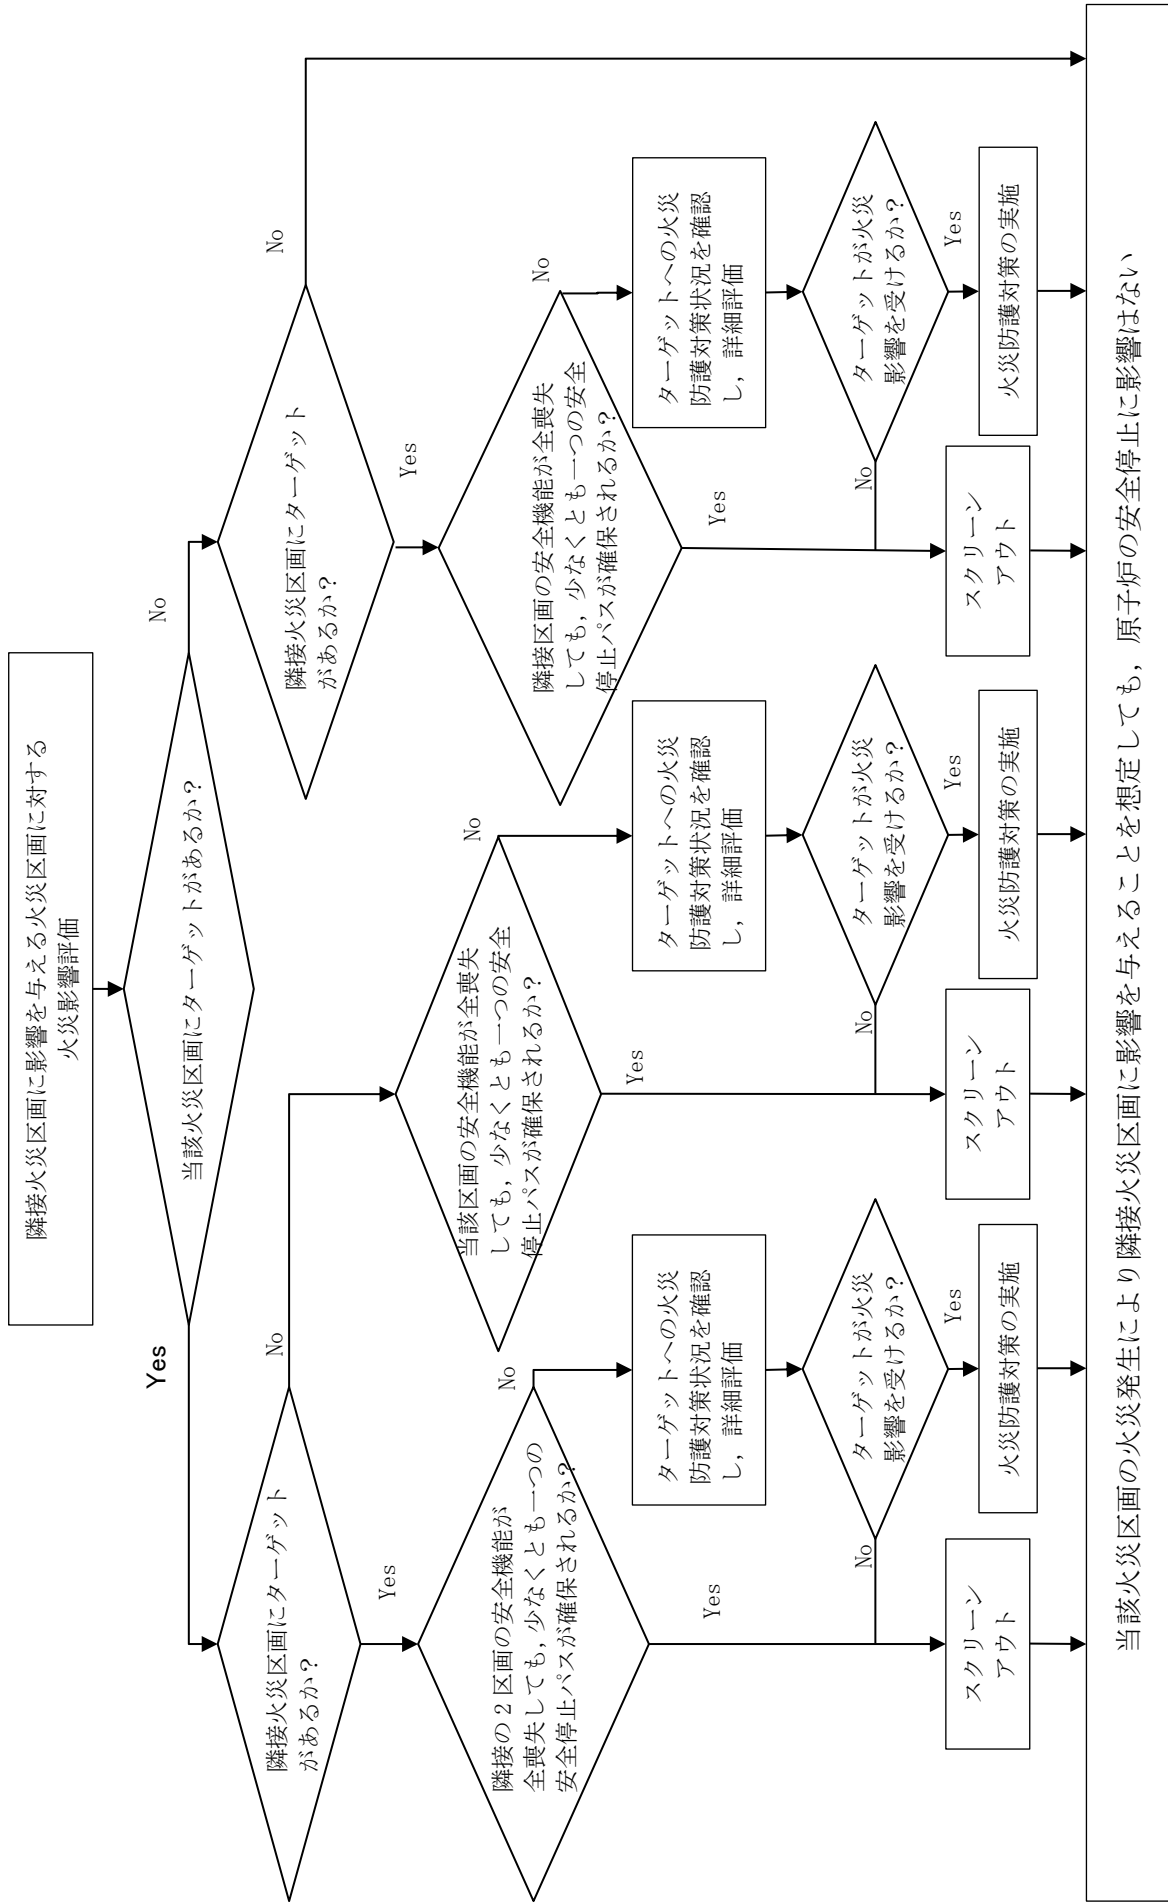 隣接火災区画に影響を与える火災区画に対する
火災影響評価
当該火災区画にターゲットがあるか？
Yes
No
隣接火災区画にターゲット
があるか？
No
Yes
隣接の２区画の安全機能が
全喪失しても，少なくとも一つの
安全停止パスが確保されるか？
No
Yes
ターゲットへの火災
防護対策状況を確認
し，詳細評価
ターゲットが火災
影響を受けるか？
No
Yes
スクリーン
アウト
火災防護対策の実施
当該区画の安全機能が全喪失
しても，少なくとも一つの安全
停止パスが確保されるか？
No
Yes
ターゲットへの火災
防護対策状況を確認
し，詳細評価
ターゲットが火災
影響を受けるか？
No
Yes
スクリーン
アウト
火災防護対策の実施
隣接火災区画にターゲット
があるか？
No
Yes
隣接区画の安全機能が全喪失
しても，少なくとも一つの安全
停止パスが確保されるか？
No
Yes
ターゲットへの火災
防護対策状況を確認
し，詳細評価
ターゲットが火災
影響を受けるか？
No
Yes
スクリーン
アウト
火災防護対策の実施
当該火災区画の火災発生により隣接火災区画に影響を与えることを想定しても，原子炉の安全停止に影響はない